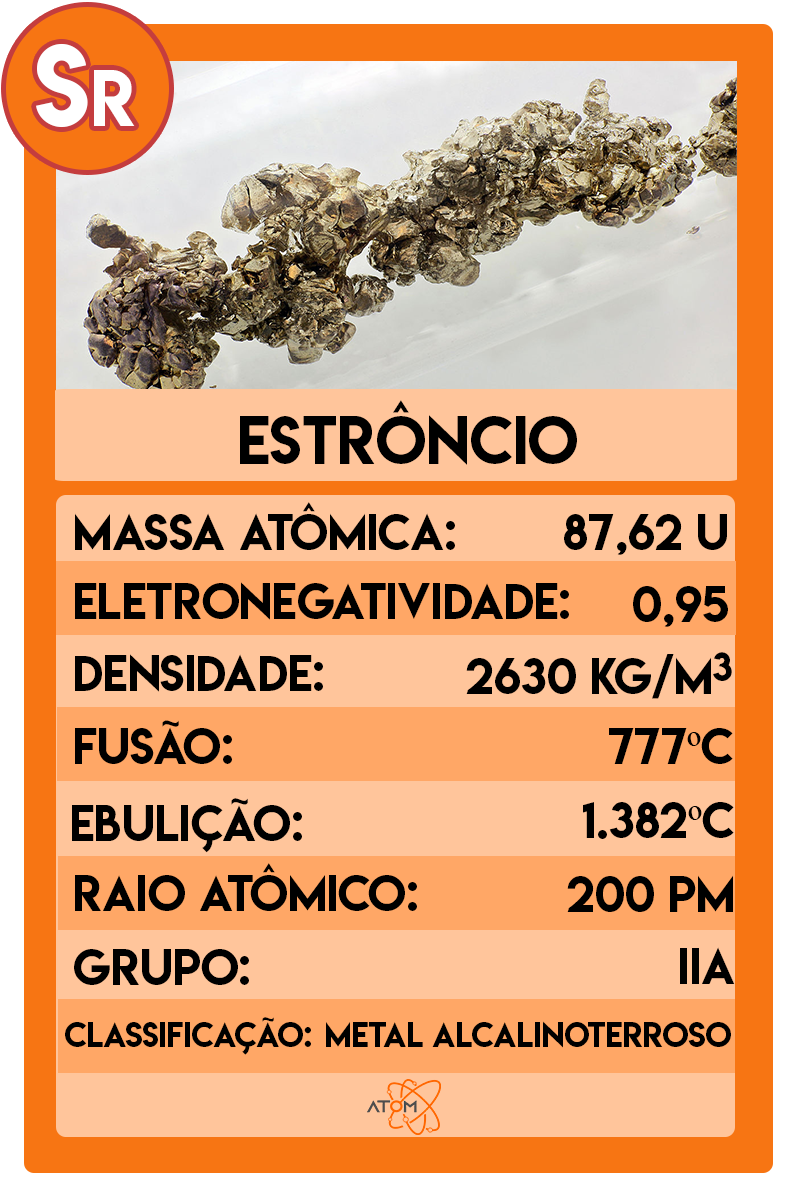 SR
ESTRÔNCIO
MASSA ATÔMICA: 87,62 U
ELETRONEGATIVIDADE: 0,95
DENSIDADE: 2630 KG/M³
FUSÃO: 777ºC
EBULIÇÃO: 1.382ºC
RAIO ATÔMICO: 200 PM
GRUPO: IIA
CLASSIFICAÇÃO: METAL ALCALINOTERROSO
ATOM